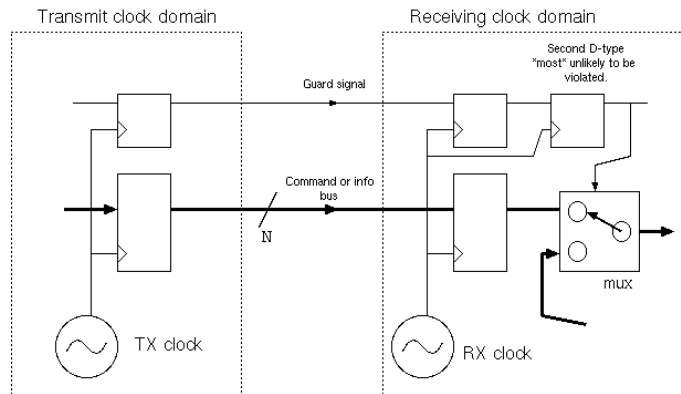 Transmit clock domain
Receiving clock domain
Second D-type
"most" unlikely to be
violated.
Guard signal
Command or info
bus
N
mux
TX clock
RX clock